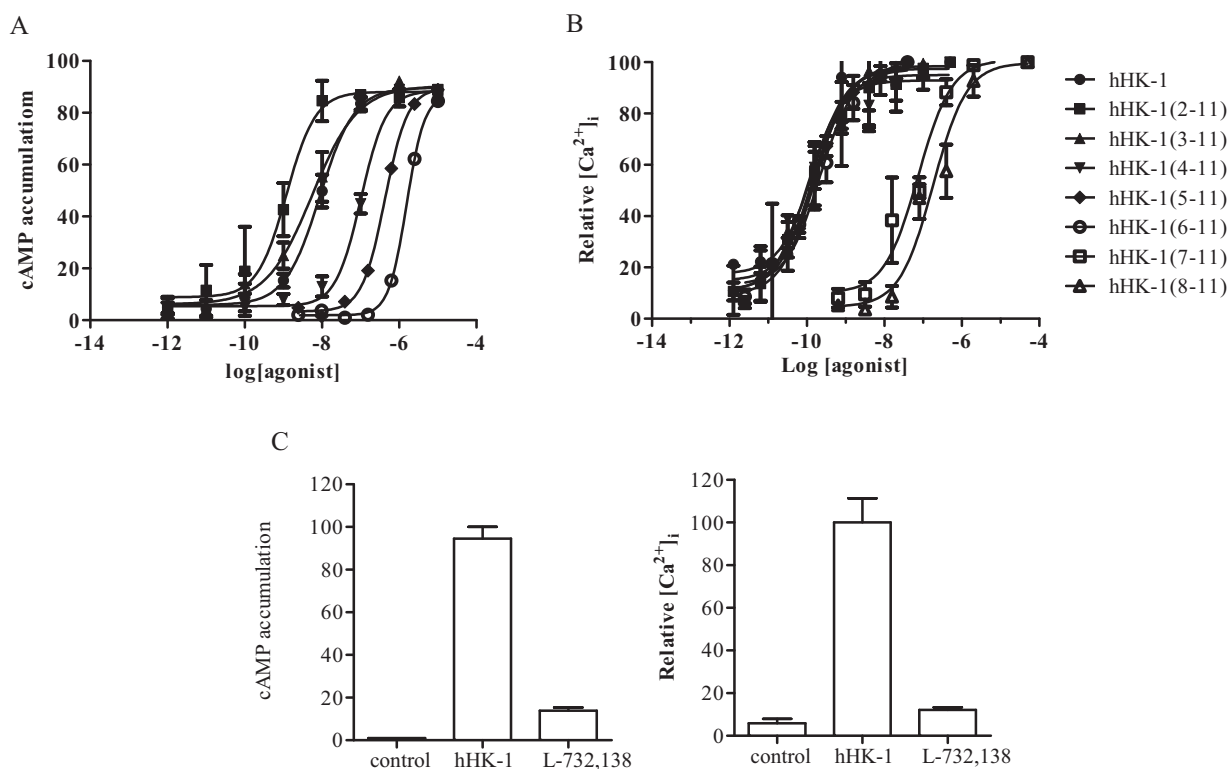 A
cAMP accumulation
100
80
60
40
20
0
-14 -12 -10 -8 -6 -4
log[agonist]
B
Relative [Ca²⁺]ᵢ
100
80
60
40
20
0
-14 -12 -10 -8 -6 -4
Log [agonist]
hHK-1
hHK-1(2-11)
hHK-1(3-11)
hHK-1(4-11)
hHK-1(5-11)
hHK-1(6-11)
hHK-1(7-11)
hHK-1(8-11)
C
cAMP accumulation
120
100
80
60
40
20
0
control hHK-1 L-732,138
Relative [Ca²⁺]ᵢ
120
100
80
60
40
20
0
control hHK-1 L-732,138